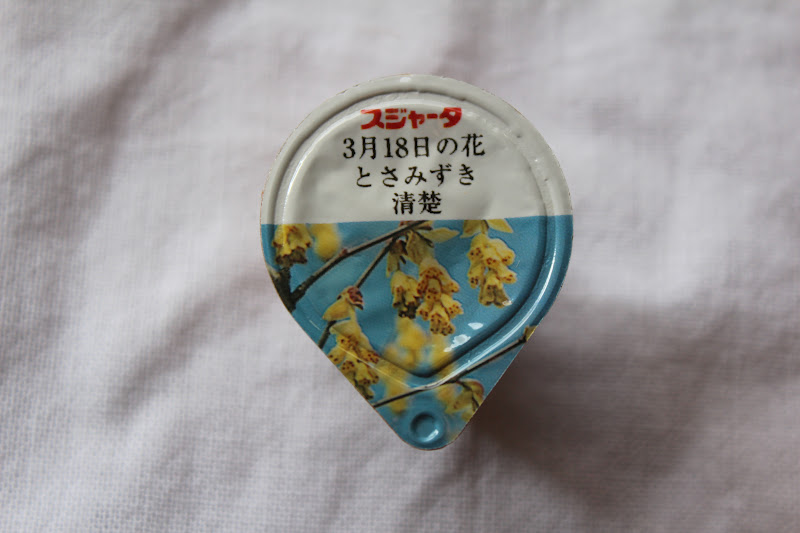 スジャータ
3月18日の花
とさみずき
清楚